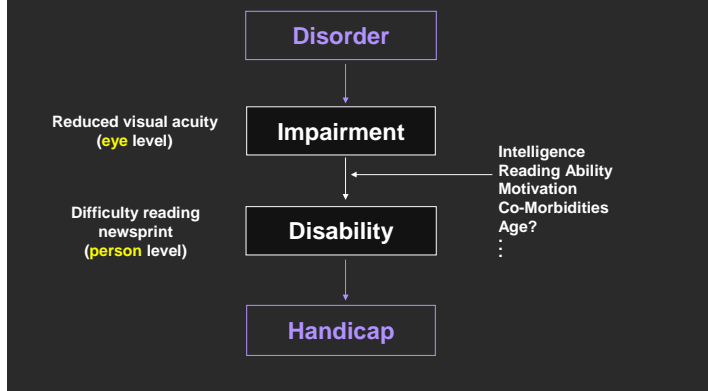 Disorder
Reduced visual acuity
(eye level)
Impairment
Intelligence
Reading Ability
Motivation
Co-Morbidities
Age?
.
.
.
Difficulty reading
newsprint
(person level)
Disability
Handicap